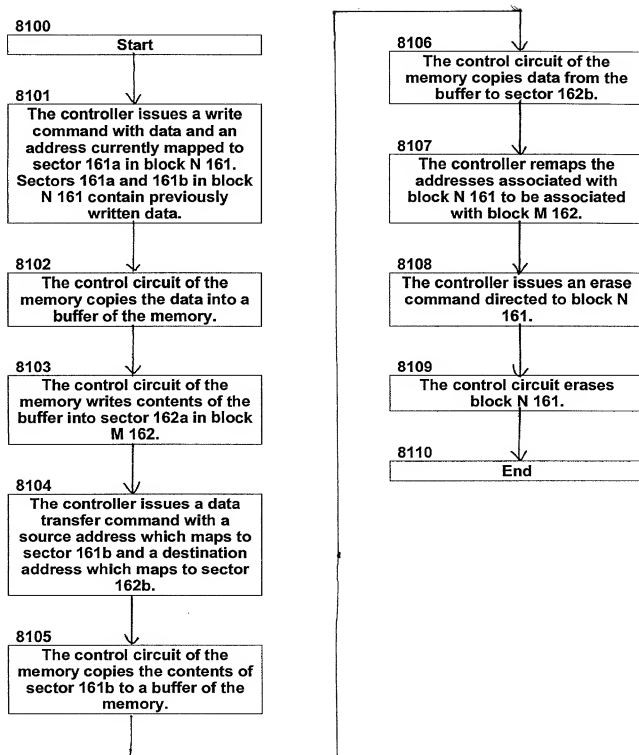 8100
Start
8101
The controller issues a write
command with data and an
address currently mapped to
sector 161a in block N 161.
Sectors 161a and 161b in block
N 161 contain previously
written data.
8102
The control circuit of the
memory copies the data into a
buffer of the memory.
8103
The control circuit of the
memory writes contents of the
buffer into sector 162a in block
M 162.
8104
The controller issues a data
transfer command with a
source address which maps to
sector 161b and a destination
address which maps to sector
162b.
8105
The control circuit of the
memory copies the contents of
sector 161b to a buffer of the
memory.
8106
The control circuit of the
memory copies data from the
buffer to sector 162b.
8107
The controller remaps the
addresses associated with
block N 161 to be associated
with block M 162.
8108
The controller issues an erase
command directed to block N
161.
8109
The control circuit erases
block N 161.
8110
End